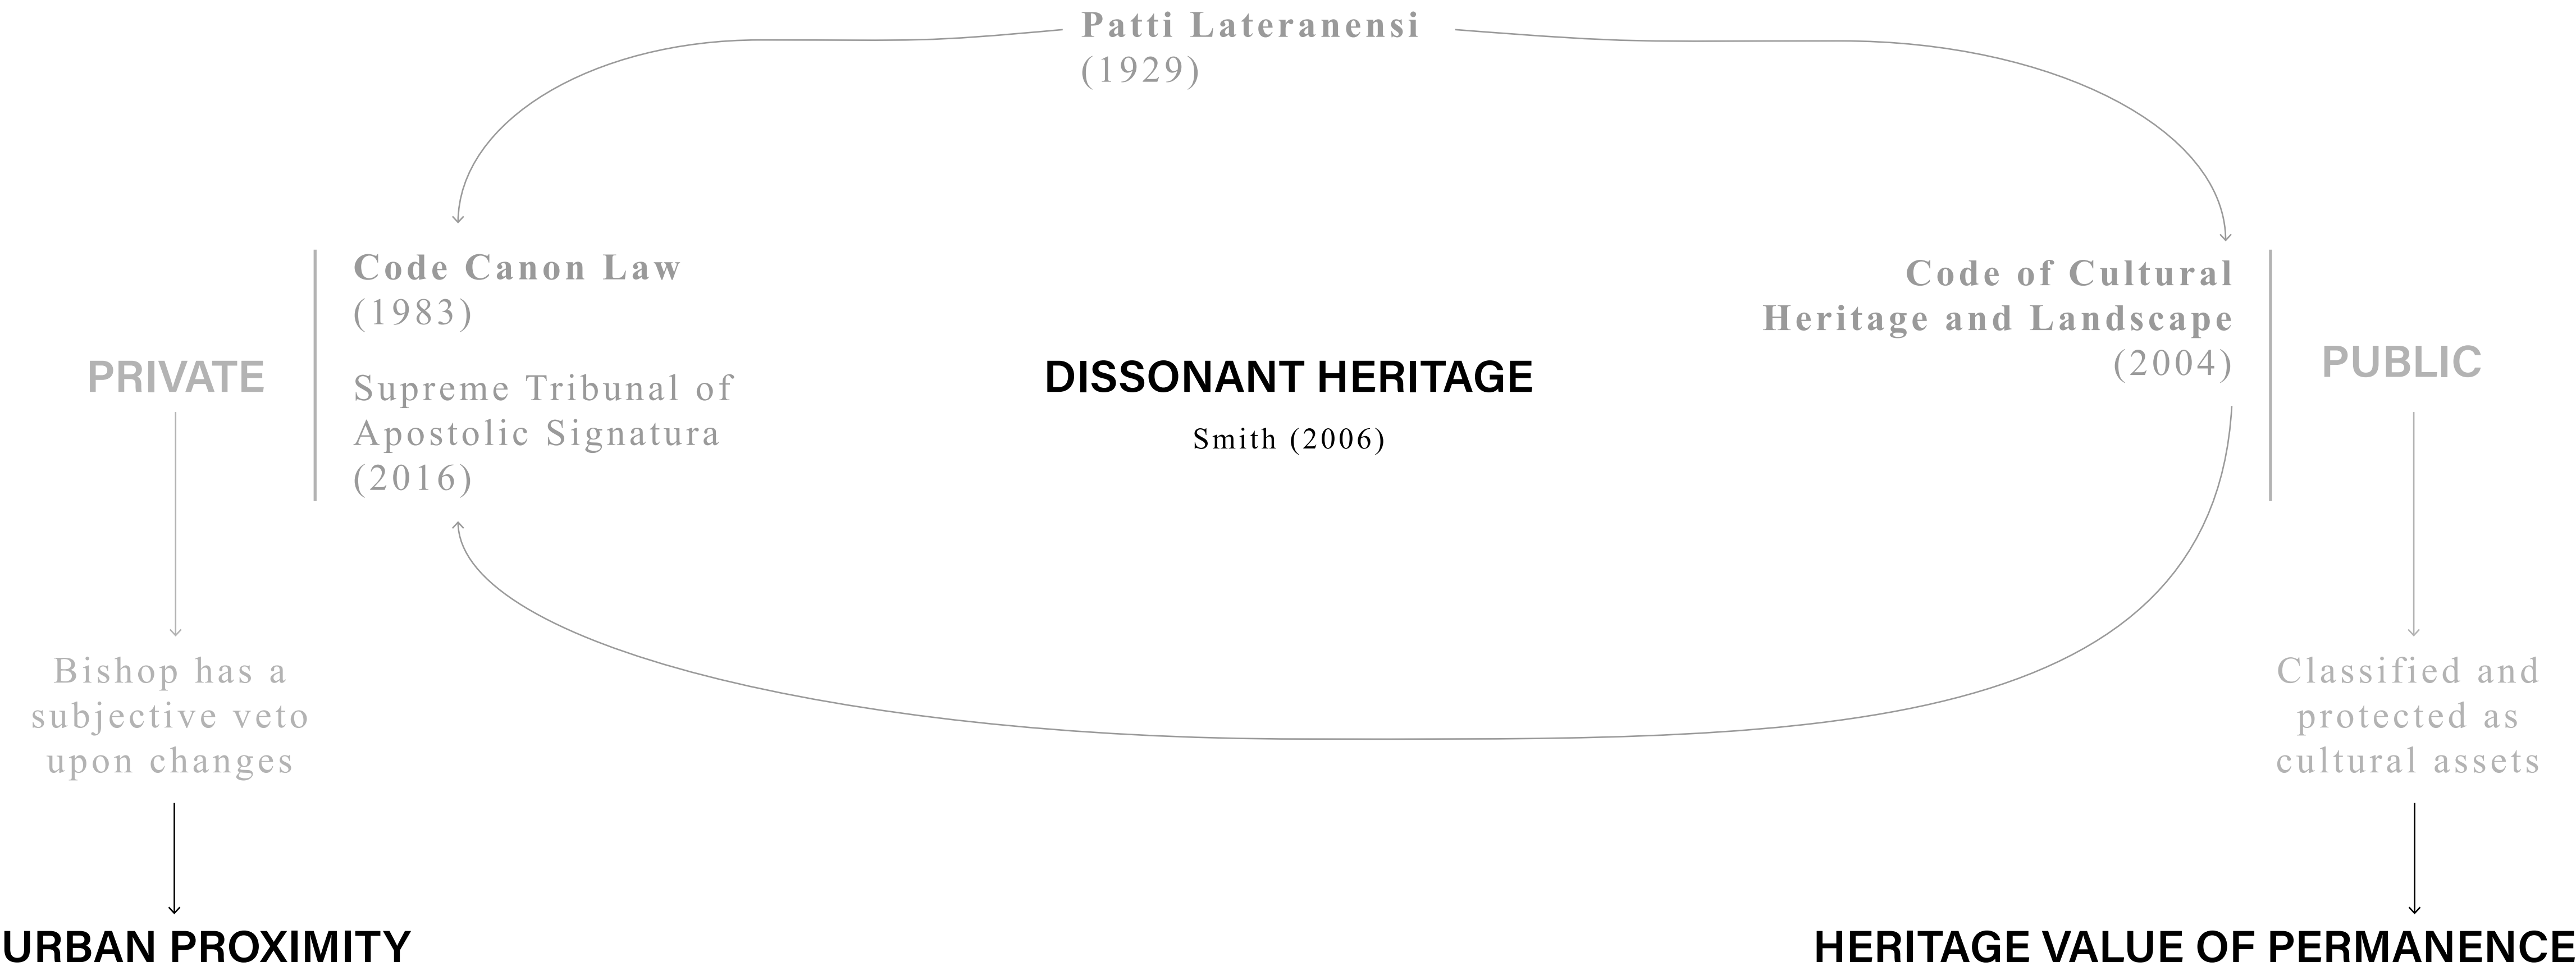 Patti Lateranensi
(1929)
PRIVATE
Code Canon Law
(1983)
Supreme Tribunal of
Apostolic Signatura
(2016)
DISSONANT HERITAGE
Smith (2006)
Code of Cultural
Heritage and Landscape
(2004)
PUBLIC
Bishop has a
subjective veto
upon changes
Classified and
protected as
cultural assets
URBAN PROXIMITY
HERITAGE VALUE OF PERMANENCE